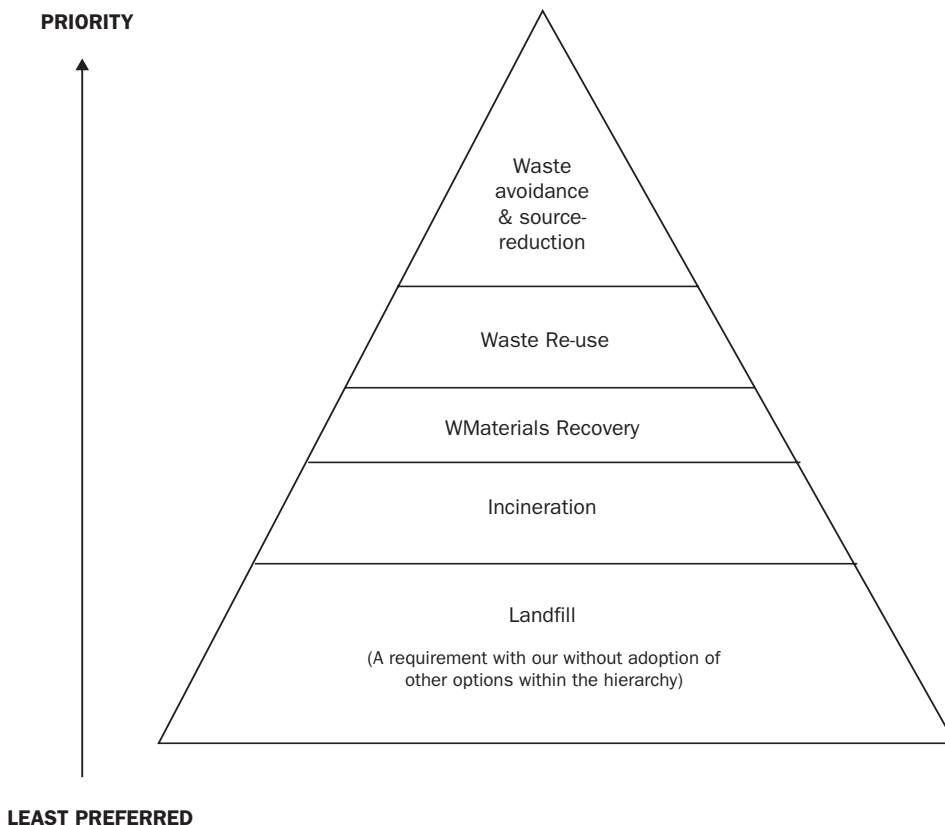 PRIORITY
Waste
avoidance
& source-
reduction
Waste Re-use
WMaterials Recovery
Incineration
Landfill
(A requirement with our without adoption of
other options within the hierarchy)
LEAST PREFERRED